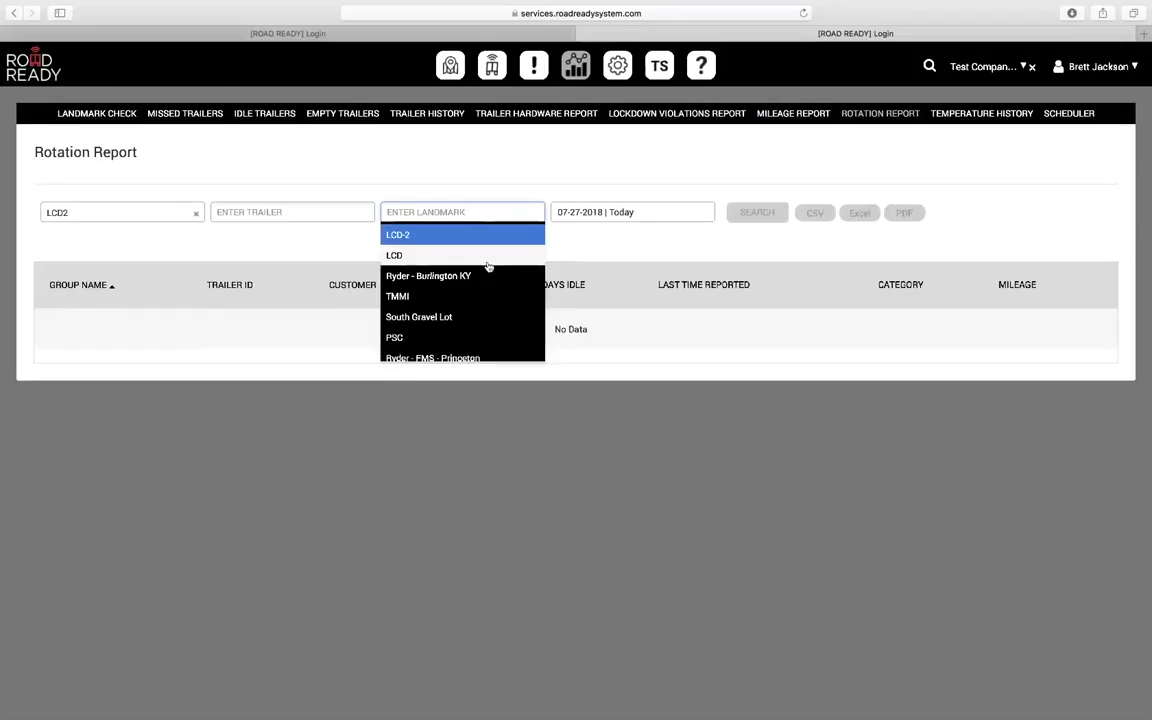 services.roadreadysystem.com
[ROAD READY] Login
[ROAD READY] Login
ROAD READY
!
TS
?
Test Compan...
Brett Jackson
LANDMARK CHECK MISSED TRAILERS IDLE TRAILERS EMPTY TRAILERS TRAILER HISTORY TRAILER HARDWARE REPORT LOCKDOWN VIOLATIONS REPORT MILEAGE REPORT ROTATION REPORT TEMPERATURE HISTORY SCHEDULER
Rotation Report
LCD2 × ENTER TRAILER ENTER LANDMARK 07-27-2018 | Today SEARCH CSV Excel PDF
LCD-2
LCD
Ryder - Burlington KY
TMMI
South Gravel Lot
PSC
Ryder - FMS - Princeton
GROUP NAME TRAILER ID CUSTOMER DAYS IDLE LAST TIME REPORTED CATEGORY MILEAGE
No Data